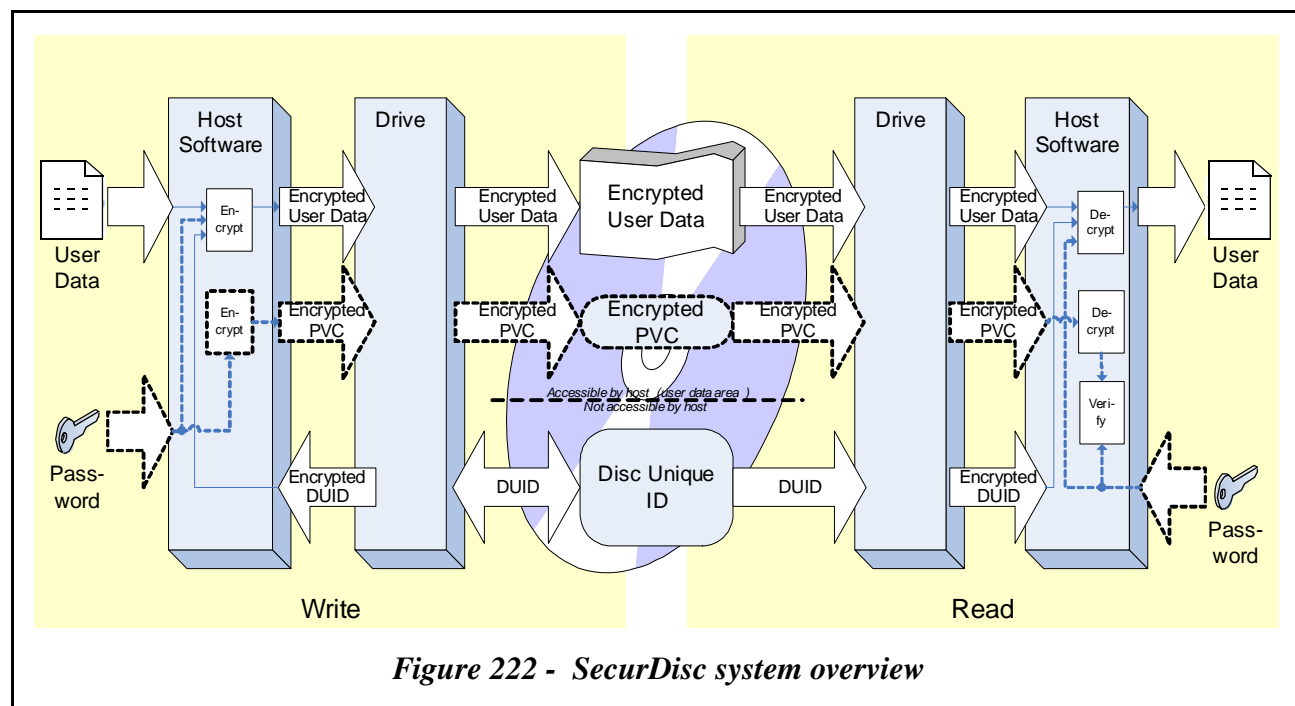 Host
Software
Drive
Drive
Host
Software
User
Data
En-
crypt
Encrypted
User Data
Encrypted
User Data
Encrypted
User Data
Encrypted
User Data
Encrypted
User Data
De-
crypt
User
Data
En-
crypt
Encrypted
PVC
Encrypted
PVC
Encrypted
PVC
Encrypted
PVC
Encrypted
PVC
De-
crypt
Accessible by host (user data area )
Not accessible by host
Veri-
fy
Pass-
word
Encrypted
DUID
DUID
Disc Unique
ID
DUID
Encrypted
DUID
Pass-
word
Write
Read
Figure 222 - SecurDisc system overview